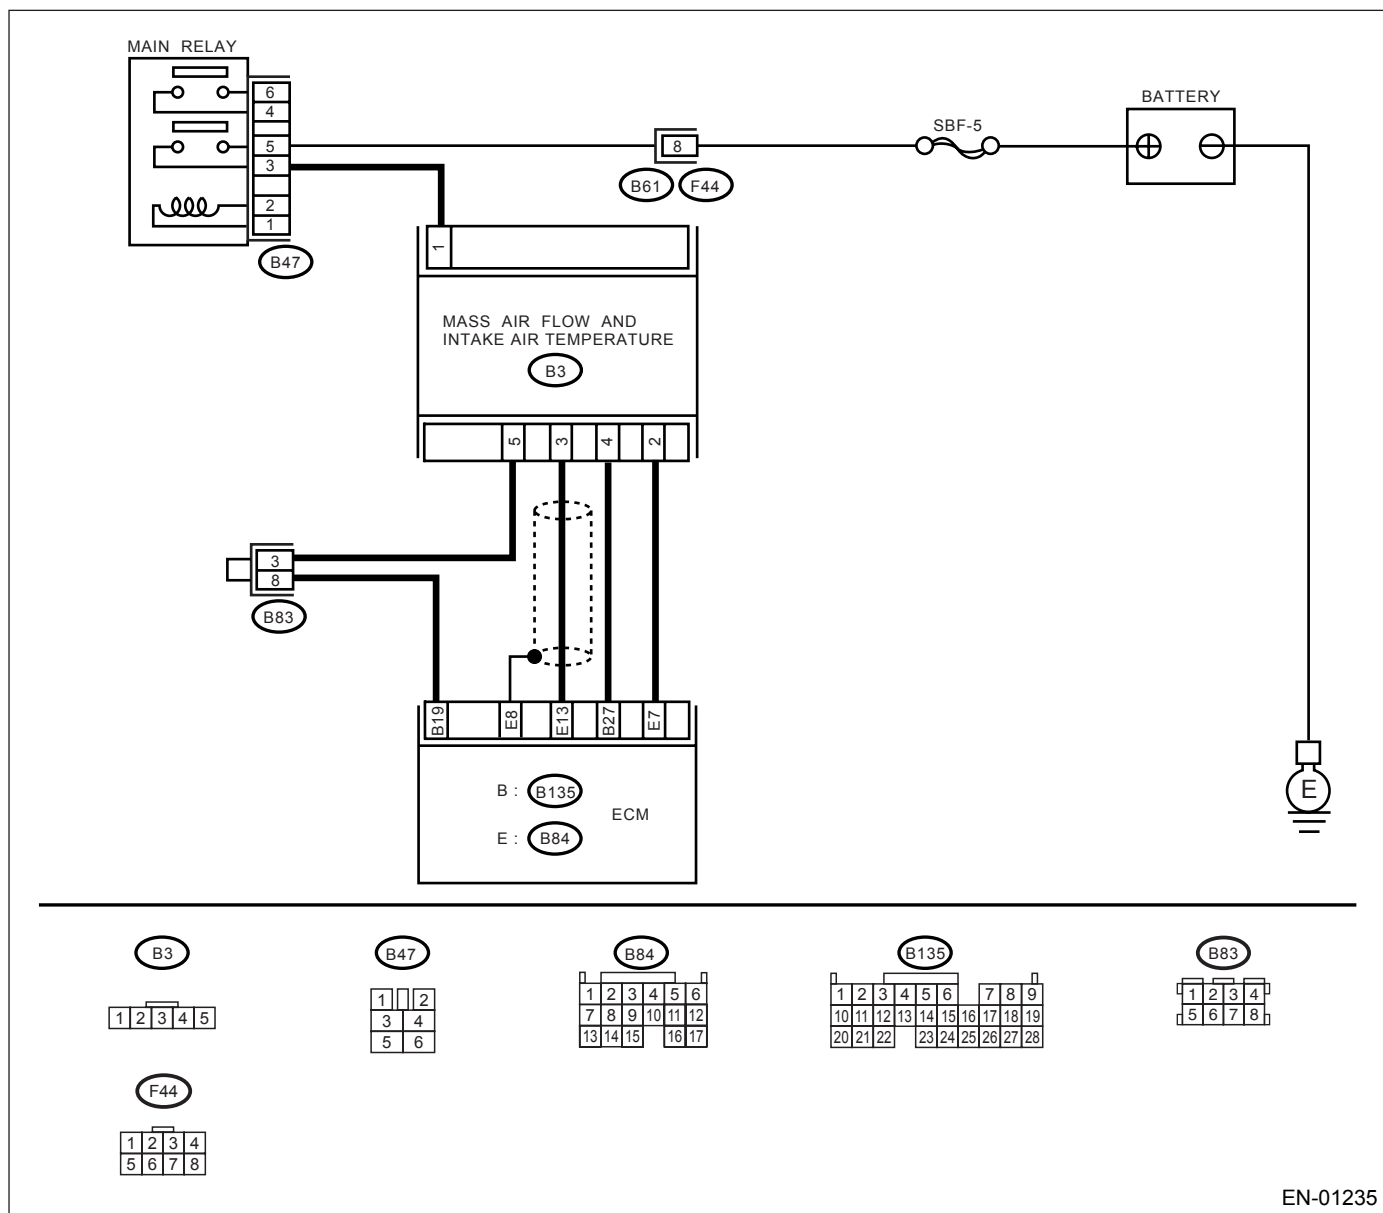 MAIN RELAY
BATTERY
SBF-5
6
4
5
3
2
1
8
B61 F44
B47
1
MASS AIR FLOW AND
INTAKE AIR TEMPERATURE
B3
5 3 4 2
3
8
B83
B19 E8 E13 B27 E7
B : B135
ECM
E : B84
E
B3
1 2 3 4 5
B47
1 2
3 4
5 6
B84
1 2 3 4 5 6
7 8 9 10 11 12
13 14 15 16 17
B135
1 2 3 4 5 6 7 8 9
10 11 12 13 14 15 16 17 18 19
20 21 22 23 24 25 26 27 28
B83
1 2 3 4
5 6 7 8
F44
1 2 3 4
5 6 7 8
EN-01235